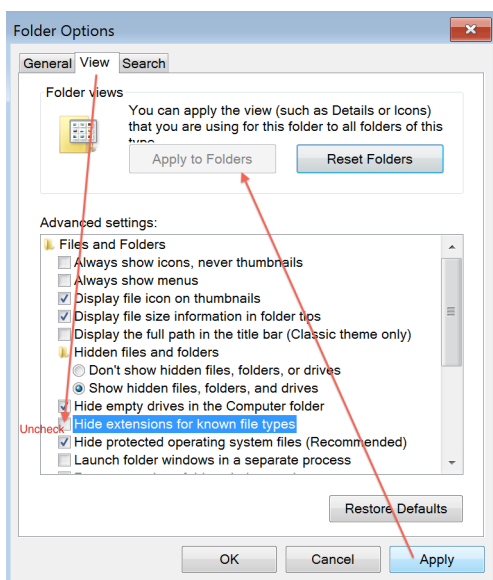 Folder Options
General View Search
Folder views
You can apply the view (such as Details or Icons)
that you are using for this folder to all folders of this
type.
Apply to Folders Reset Folders
Advanced settings:
Files and Folders
Always show icons, never thumbnails
Always show menus
Display file icon on thumbnails
Display file size information in folder tips
Display the full path in the title bar (Classic theme only)
Hidden files and folders
Don't show hidden files, folders, or drives
Show hidden files, folders, and drives
Hide empty drives in the Computer folder
Uncheck Hide extensions for known file types
Hide protected operating system files (Recommended)
Launch folder windows in a separate process
Restore Defaults
OK Cancel Apply